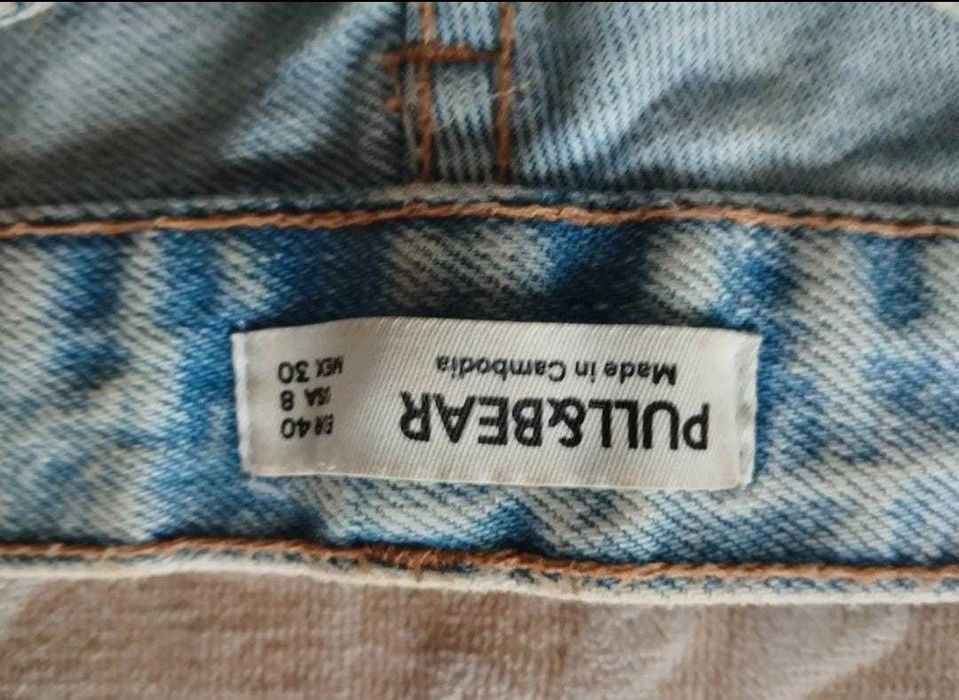 PULL&BEAR
Made in Cambodia
EUR 40
USA 8
MEX 30